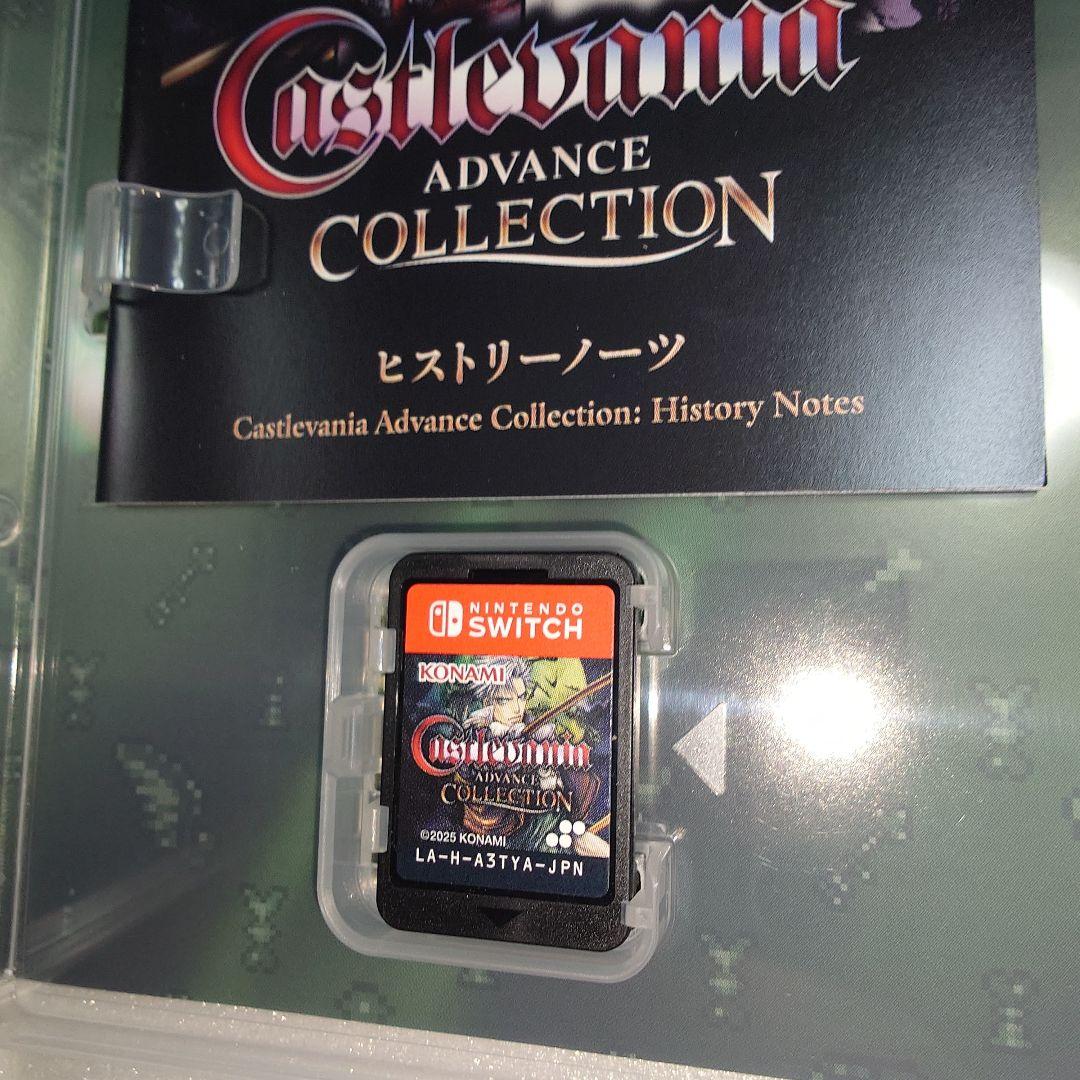 Castlevania
ADVANCE
COLLECTION
ヒストリーノーツ
Castlevania Advance Collection: History Notes
NINTENDO
SWITCH
KONAMI
Castlevania
ADVANCE
COLLECTION
©2025 KONAMI
LA-H-A3TYA-JPN